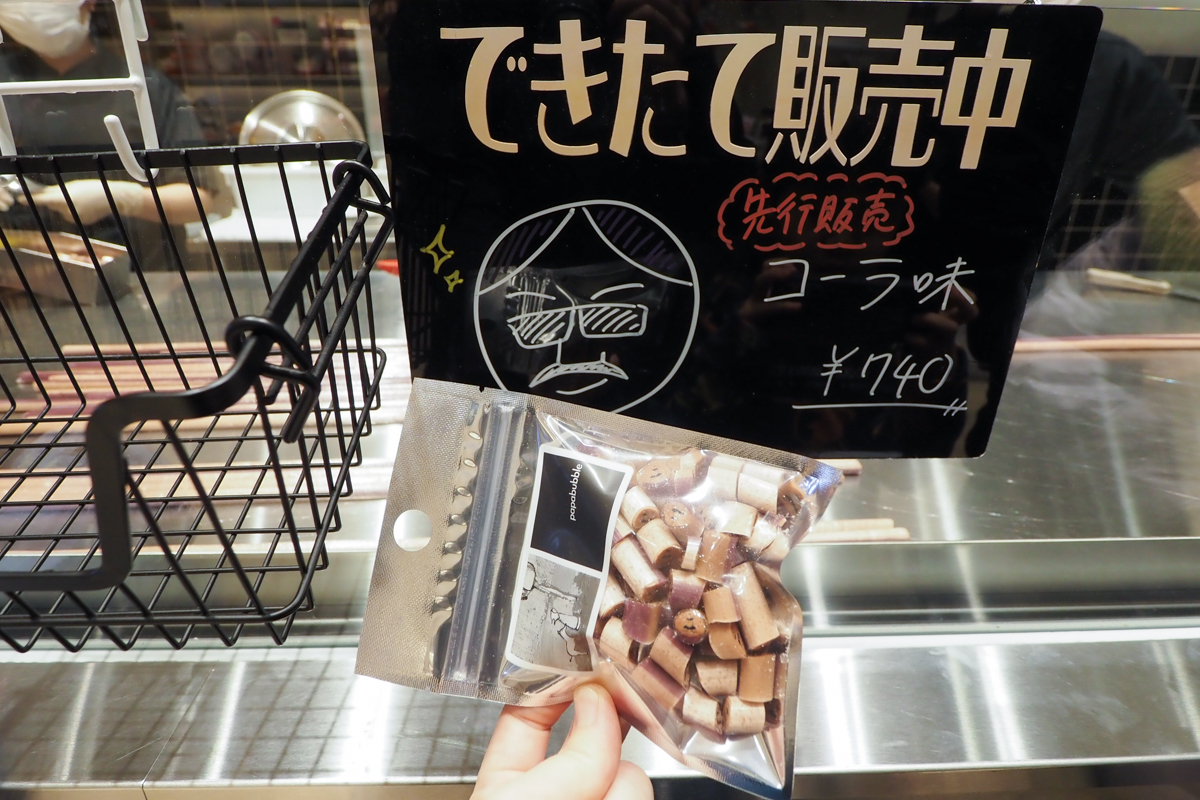 できたて販売中
先行販売
コーラ味
¥740
papabubble